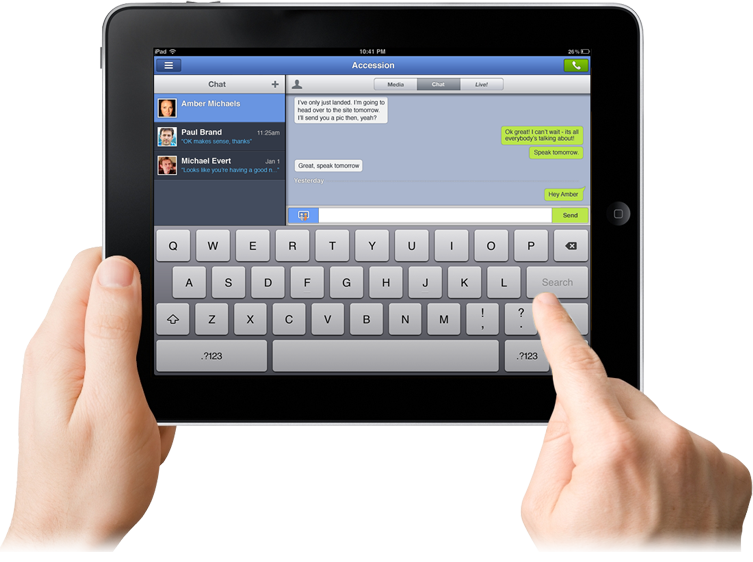 iPad 10:41 PM 26%
Accession
Chat + Media Chat Live!
Amber Michaels
Paul Brand 11:25am
"OK makes sense, thanks"
Michael Evert Jan 1
"Looks like you're having a good n..."
I've only just landed. I'm going to
head over to the site tomorrow.
I'll send you a pic then, yeah?
Ok great! I can't wait - its all
everybody's talking about!
Speak tomorrow.
Great, speak tomorrow
Yesterday
Hey Amber
Send
Q W E R T Y U I O P
A S D F G H J K L Search
Z X C V B N M ! , ? .
.?123 .?123